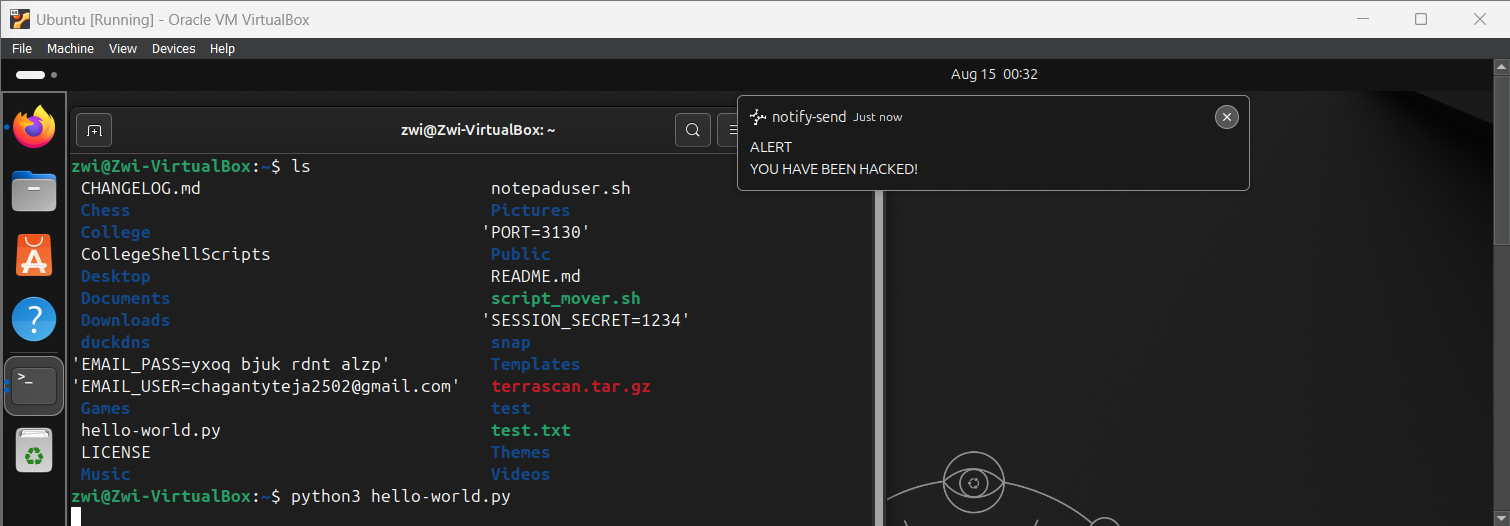 Ubuntu [Running] - Oracle VM VirtualBox
File Machine View Devices Help
Aug 15 00:32
zwi@Zwi-VirtualBox: ~
notify-send Just now
ALERT
YOU HAVE BEEN HACKED!
zwi@Zwi-VirtualBox:~$ ls
CHANGELOG.md notepaduser.sh
Chess Pictures
College 'PORT=3130'
CollegeShellScripts Public
Desktop README.md
Documents script_mover.sh
Downloads 'SESSION_SECRET=1234'
duckdns snap
'EMAIL_PASS=yxoq bjuk rdnt alzp' Templates
'EMAIL_USER=chagantyteja2502@gmail.com' terrascan.tar.gz
Games test
hello-world.py test.txt
LICENSE Themes
Music Videos
zwi@Zwi-VirtualBox:~$ python3 hello-world.py